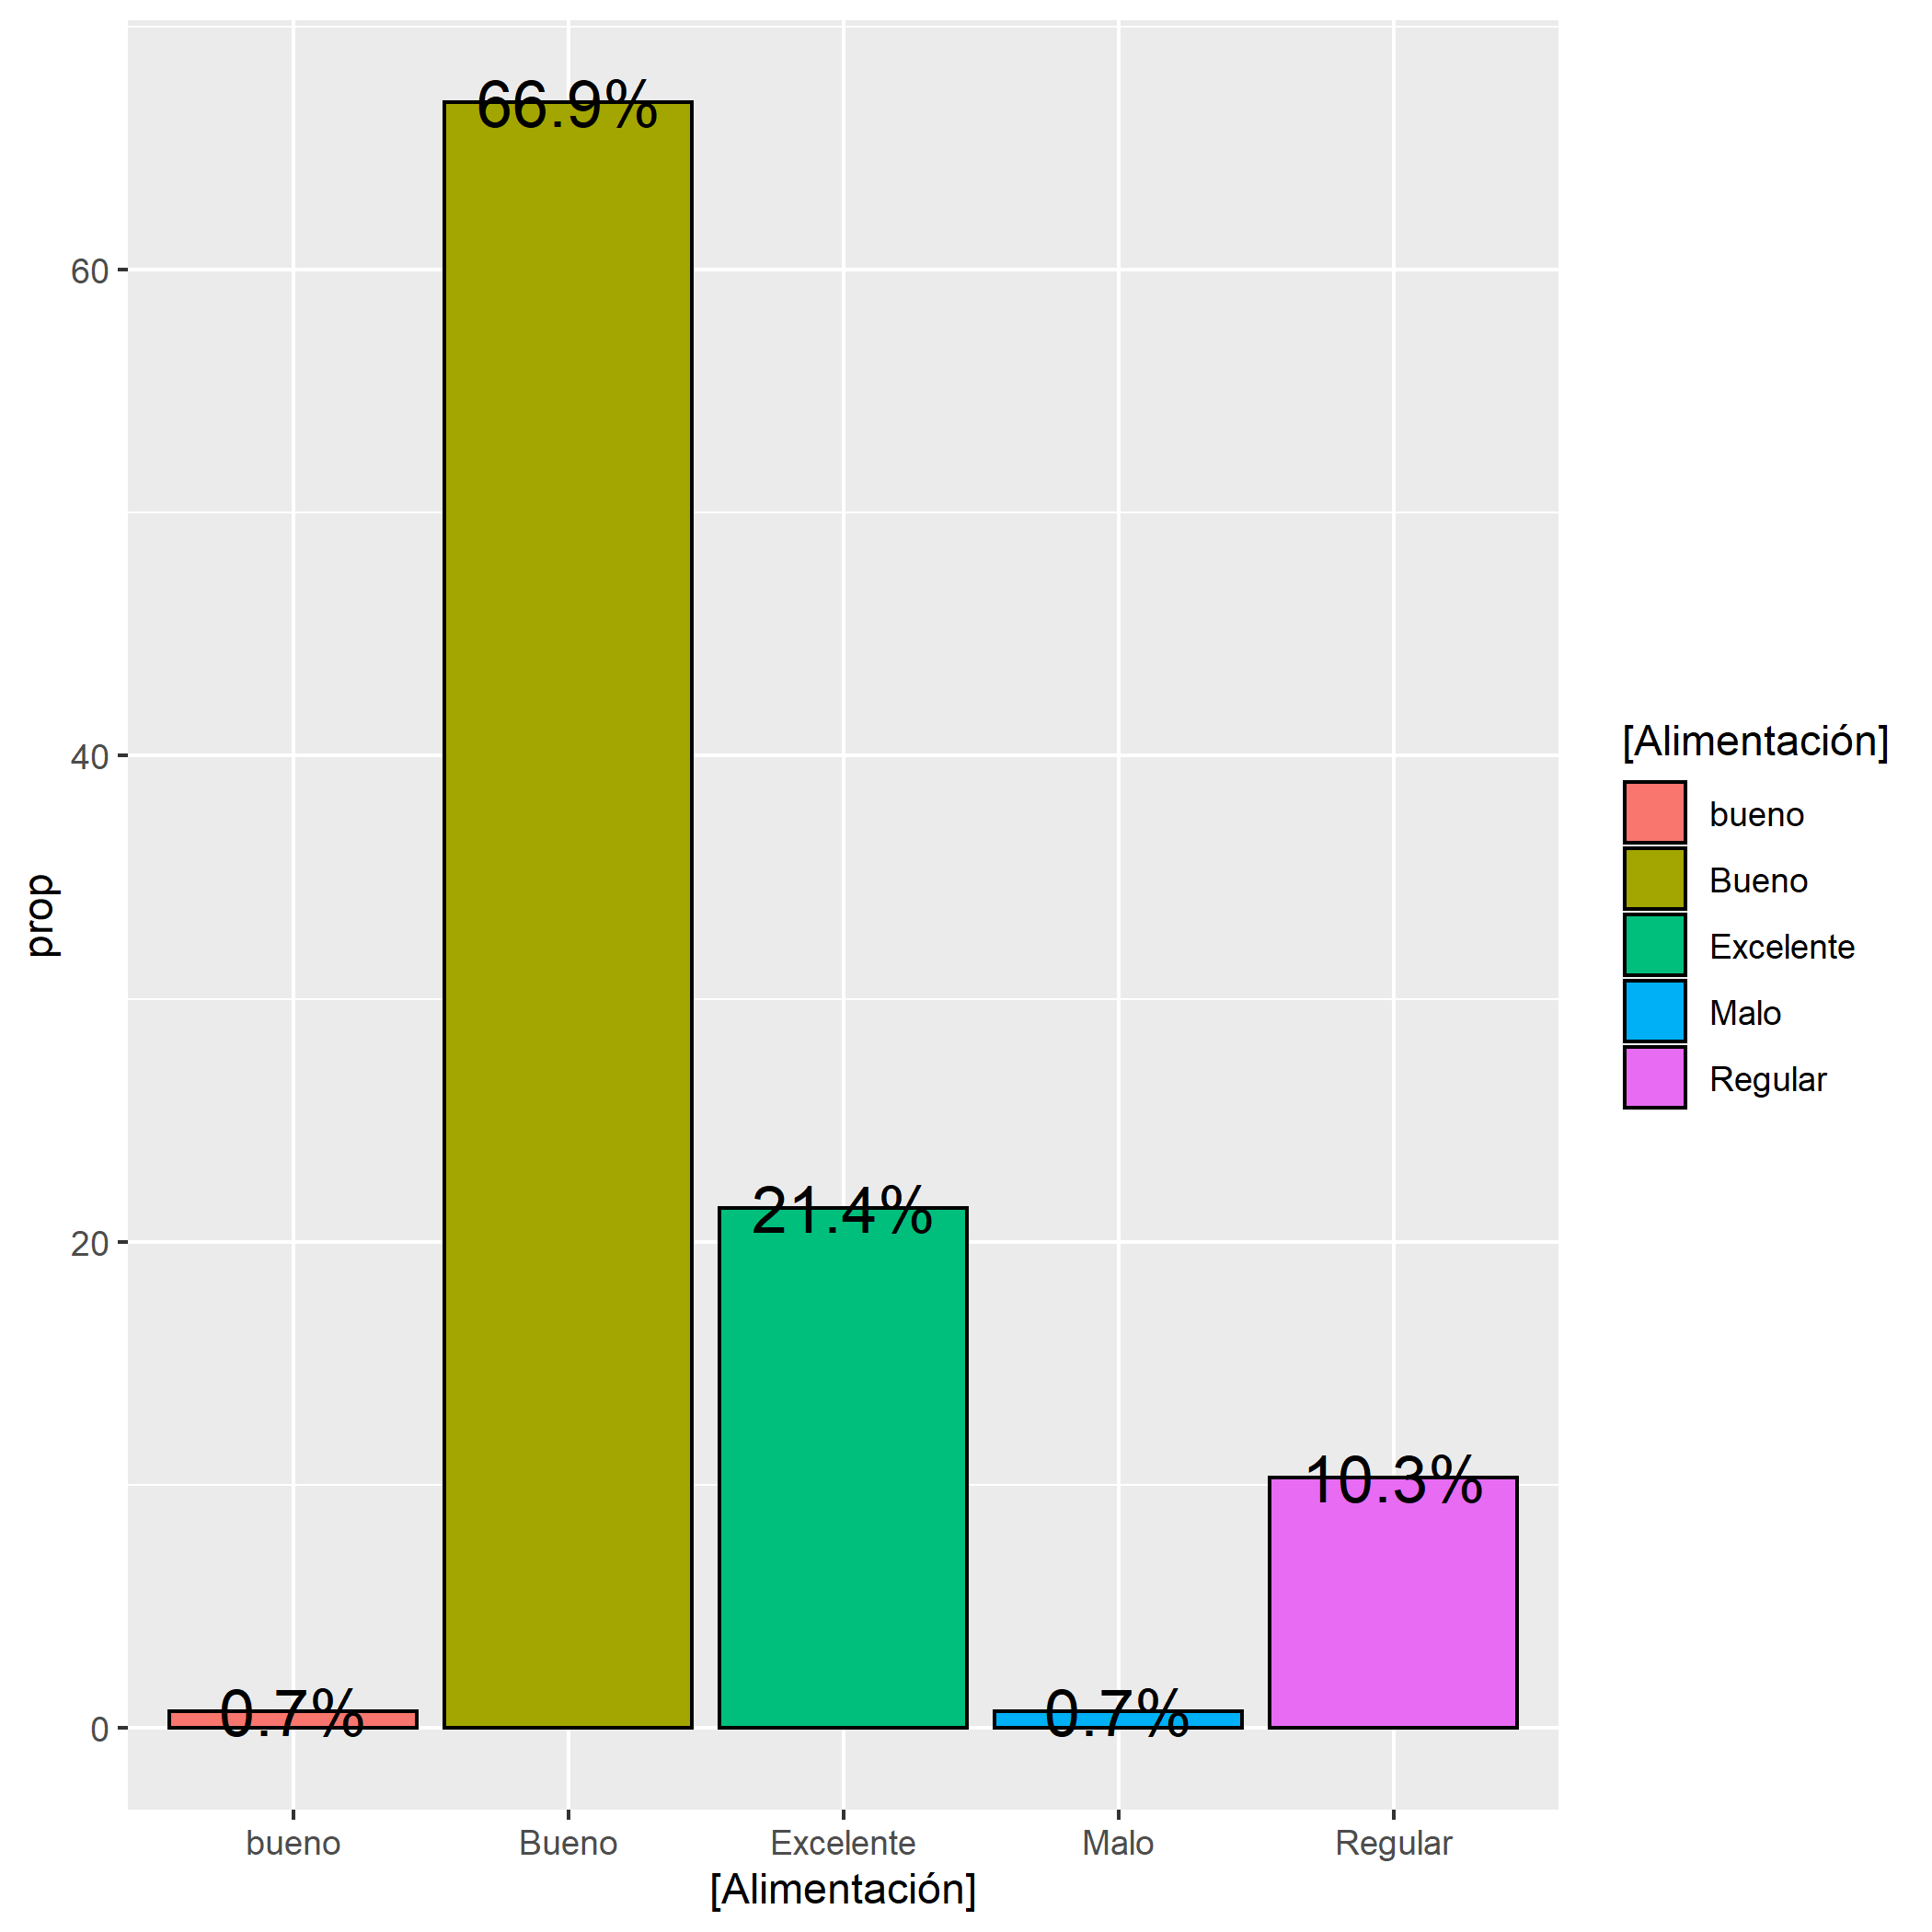 66.9%
60
40
prop
21.4%
20
10.3%
0.7%
0.7%
0
bueno
Bueno
Excelente
Malo
Regular
[Alimentación]
[Alimentación]
bueno
Bueno
Excelente
Malo
Regular